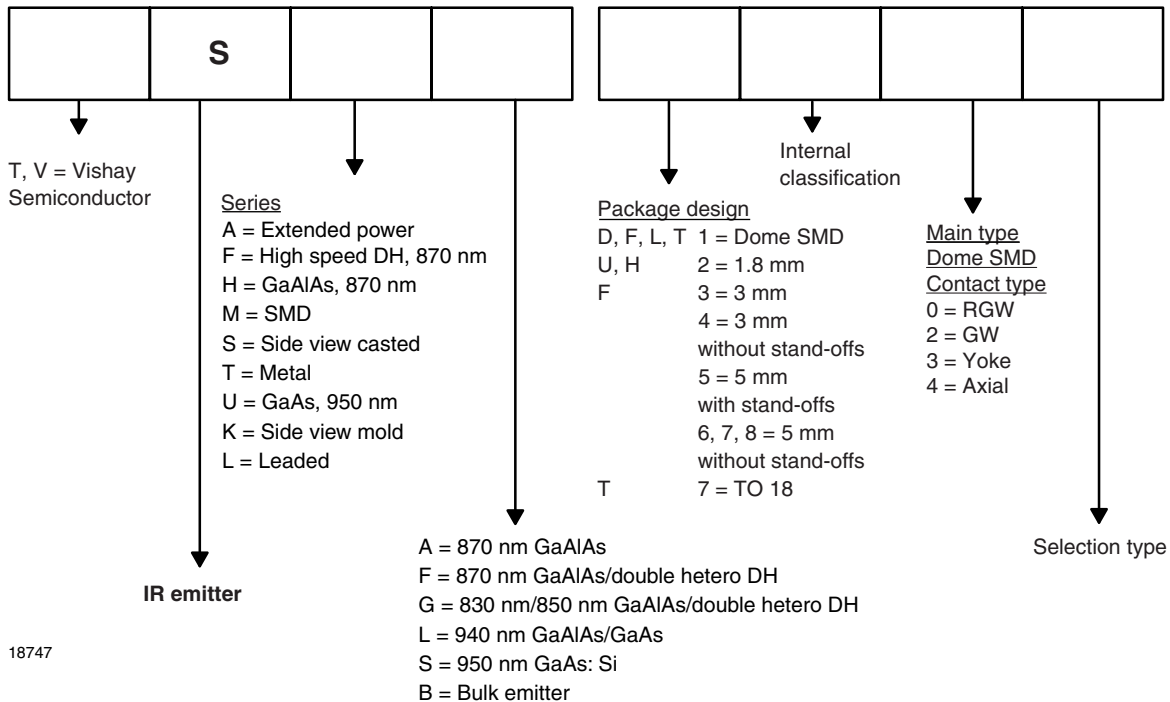 S
T, V = Vishay
Semiconductor
Series
A = Extended power
F = High speed DH, 870 nm
H = GaAlAs, 870 nm
M = SMD
S = Side view casted
T = Metal
U = GaAs, 950 nm
K = Side view mold
L = Leaded
IR emitter
A = 870 nm GaAlAs
F = 870 nm GaAlAs/double hetero DH
G = 830 nm/850 nm GaAlAs/double hetero DH
L = 940 nm GaAlAs/GaAs
S = 950 nm GaAs: Si
B = Bulk emitter
Package design
D, F, L, T 1 = Dome SMD
U, H 2 = 1.8 mm
F 3 = 3 mm
4 = 3 mm
without stand-offs
5 = 5 mm
with stand-offs
6, 7, 8 = 5 mm
without stand-offs
T 7 = TO 18
Internal
classification
Main type
Dome SMD
Contact type
0 = RGW
2 = GW
3 = Yoke
4 = Axial
Selection type
18747